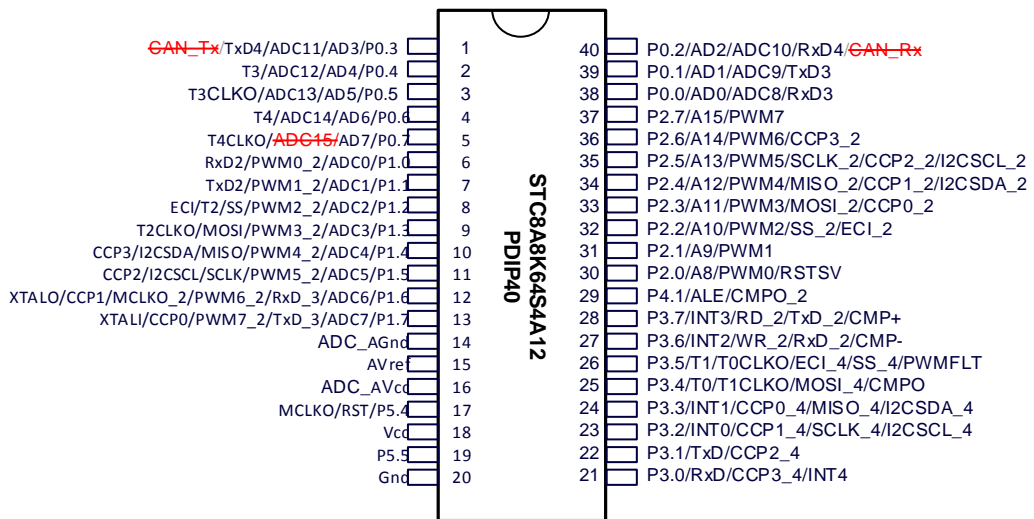 CAN_Tx/TxD4/ADC11/AD3/P0.3 1
T3/ADC12/AD4/P0.4 2
T3CLKO/ADC13/AD5/P0.5 3
T4/ADC14/AD6/P0.6 4
T4CLKO/ADC15/AD7/P0.7 5
RxD2/PWM0_2/ADC0/P1.0 6
TxD2/PWM1_2/ADC1/P1.1 7
ECI/T2/SS/PWM2_2/ADC2/P1.2 8
T2CLKO/MOSI/PWM3_2/ADC3/P1.3 9
CCP3/I2CSDA/MISO/PWM4_2/ADC4/P1.4 10
CCP2/I2CSCL/SCLK/PWM5_2/ADC5/P1.5 11
XTALO/CCP1/MCLKO_2/PWM6_2/RxD_3/ADC6/P1.6 12
XTALI/CCP0/PWM7_2/TxD_3/ADC7/P1.7 13
ADC_AGnd 14
AVref 15
ADC_AVcc 16
MCLKO/RST/P5.4 17
Vcc 18
P5.5 19
Gnd 20
STC8A8K64S4A12
PDIP40
40 P0.2/AD2/ADC10/RxD4/CAN_Rx
39 P0.1/AD1/ADC9/TxD3
38 P0.0/AD0/ADC8/RxD3
37 P2.7/A15/PWM7
36 P2.6/A14/PWM6/CCP3_2
35 P2.5/A13/PWM5/SCLK_2/CCP2_2/I2CSCL_2
34 P2.4/A12/PWM4/MISO_2/CCP1_2/I2CSDA_2
33 P2.3/A11/PWM3/MOSI_2/CCP0_2
32 P2.2/A10/PWM2/SS_2/ECI_2
31 P2.1/A9/PWM1
30 P2.0/A8/PWM0/RSTSV
29 P4.1/ALE/CMPO_2
28 P3.7/INT3/RD_2/TxD_2/CMP+
27 P3.6/INT2/WR_2/RxD_2/CMP-
26 P3.5/T1/T0CLKO/ECI_4/SS_4/PWMFLT
25 P3.4/T0/T1CLKO/MOSI_4/CMPO
24 P3.3/INT1/CCP0_4/MISO_4/I2CSDA_4
23 P3.2/INT0/CCP1_4/SCLK_4/I2CSCL_4
22 P3.1/TxD/CCP2_4
21 P3.0/RxD/CCP3_4/INT4